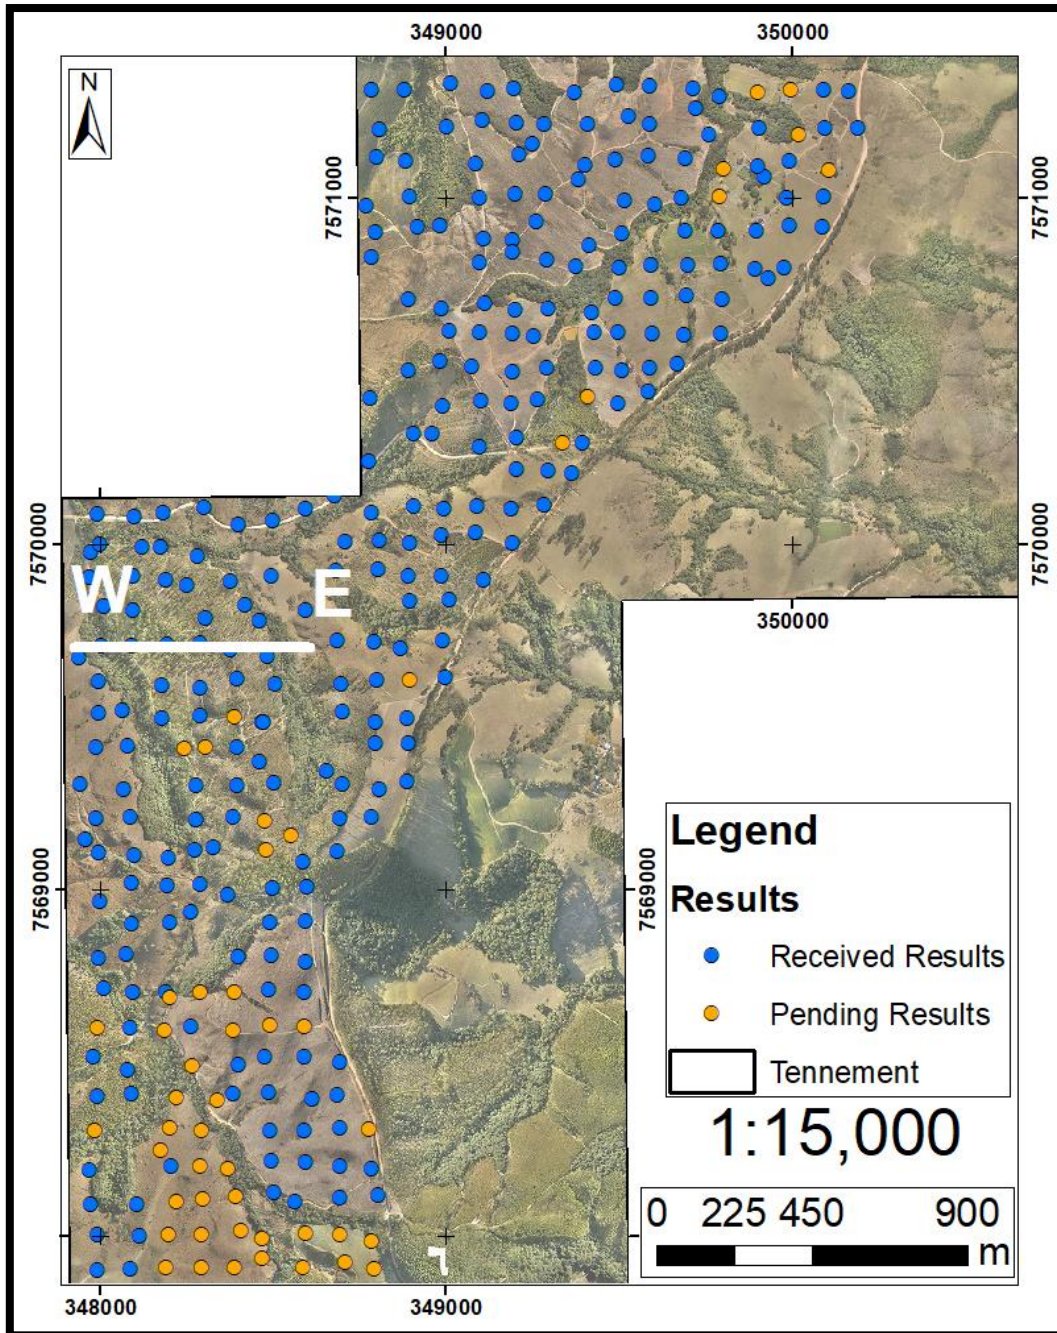 349000
350000
N
7571000
7571000
7570000
7570000
W
E
350000
Legend
Results
Received Results
Pending Results
Tennement
7569000
7569000
1:15,000
0 225 450 900
m
348000
349000